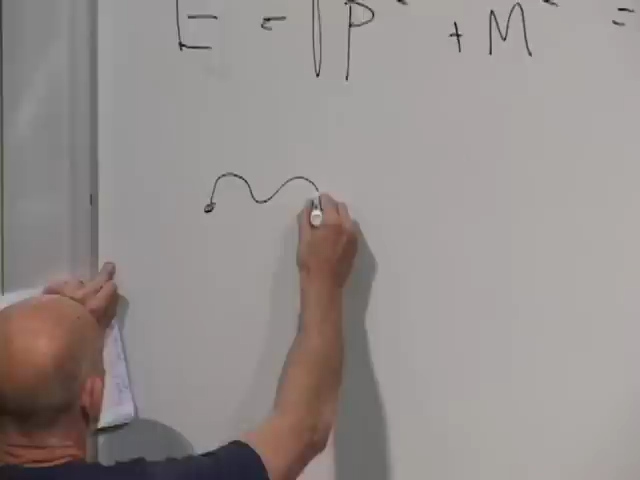 E = √p² + M² =